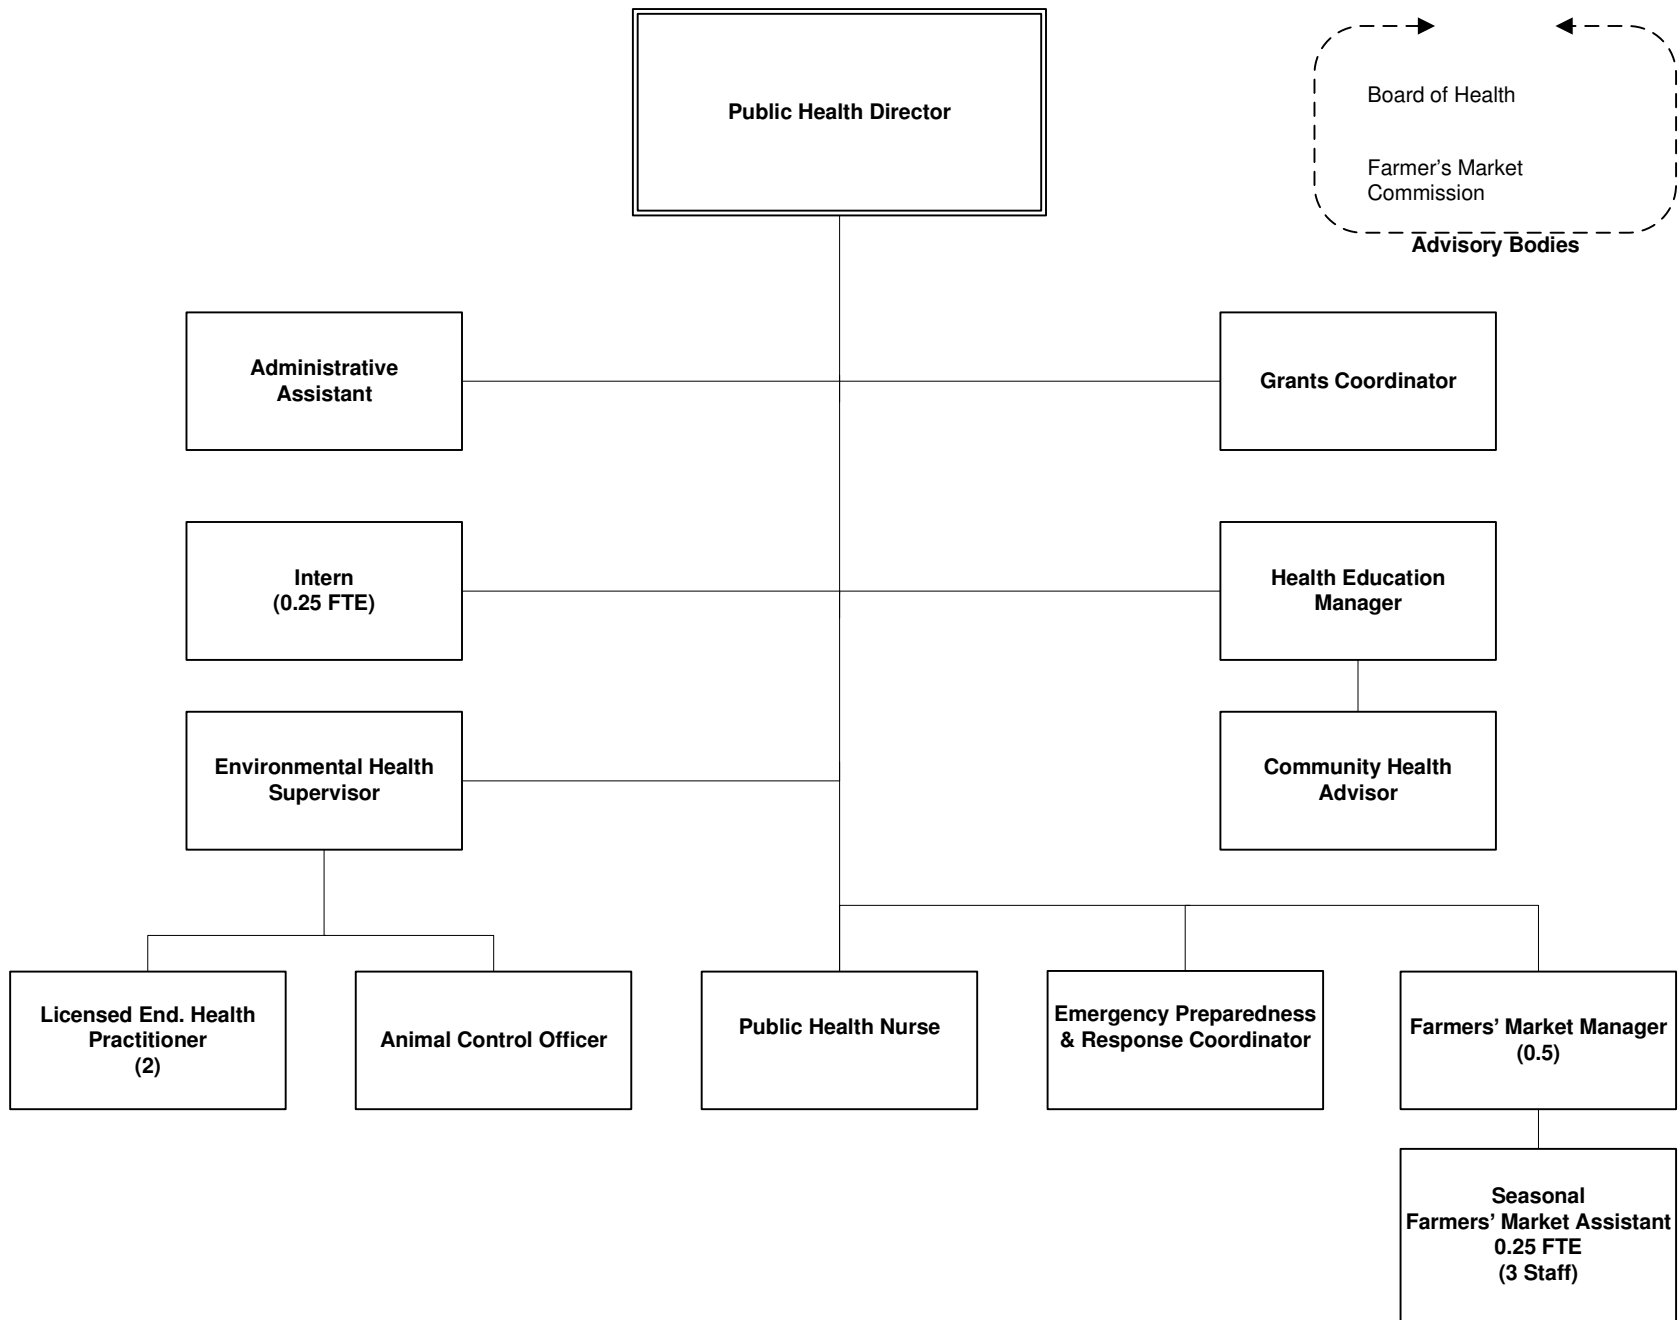 Public Health Director
Board of Health
Farmer's Market
Commission
Advisory Bodies
Administrative
Assistant
Grants Coordinator
Intern
(0.25 FTE)
Health Education
Manager
Environmental Health
Supervisor
Community Health
Advisor
Licensed End. Health
Practitioner
(2)
Animal Control Officer
Public Health Nurse
Emergency Preparedness
& Response Coordinator
Farmers’ Market Manager
(0.5)
Seasonal
Farmers’ Market Assistant
0.25 FTE
(3 Staff)